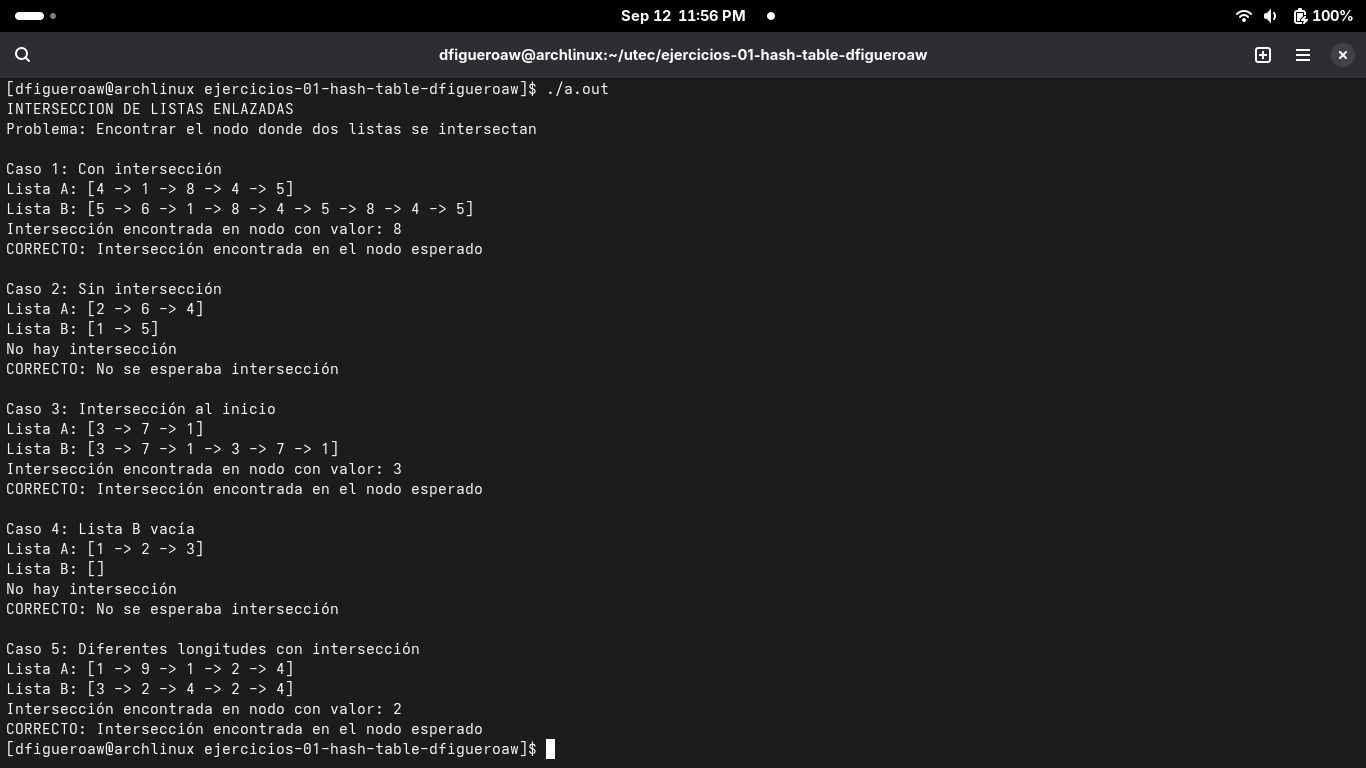 Sep 12 11:56 PM
100%
dfigueroaw@archlinux:~/utec/ejercicios-01-hash-table-dfigueroaw
[dfigueroaw@archlinux ejercicios-01-hash-table-dfigueroaw]$ ./a.out
INTERSECCION DE LISTAS ENLAZADAS
Problema: Encontrar el nodo donde dos listas se intersectan
Caso 1: Con intersección
Lista A: [4 -> 1 -> 8 -> 4 -> 5]
Lista B: [5 -> 6 -> 1 -> 8 -> 4 -> 5 -> 8 -> 4 -> 5]
Intersección encontrada en nodo con valor: 8
CORRECTO: Intersección encontrada en el nodo esperado
Caso 2: Sin intersección
Lista A: [2 -> 6 -> 4]
Lista B: [1 -> 5]
No hay intersección
CORRECTO: No se esperaba intersección
Caso 3: Intersección al inicio
Lista A: [3 -> 7 -> 1]
Lista B: [3 -> 7 -> 1 -> 3 -> 7 -> 1]
Intersección encontrada en nodo con valor: 3
CORRECTO: Intersección encontrada en el nodo esperado
Caso 4: Lista B vacía
Lista A: [1 -> 2 -> 3]
Lista B: []
No hay intersección
CORRECTO: No se esperaba intersección
Caso 5: Diferentes longitudes con intersección
Lista A: [1 -> 9 -> 1 -> 2 -> 4]
Lista B: [3 -> 2 -> 4 -> 2 -> 4]
Intersección encontrada en nodo con valor: 2
CORRECTO: Intersección encontrada en el nodo esperado
[dfigueroaw@archlinux ejercicios-01-hash-table-dfigueroaw]$